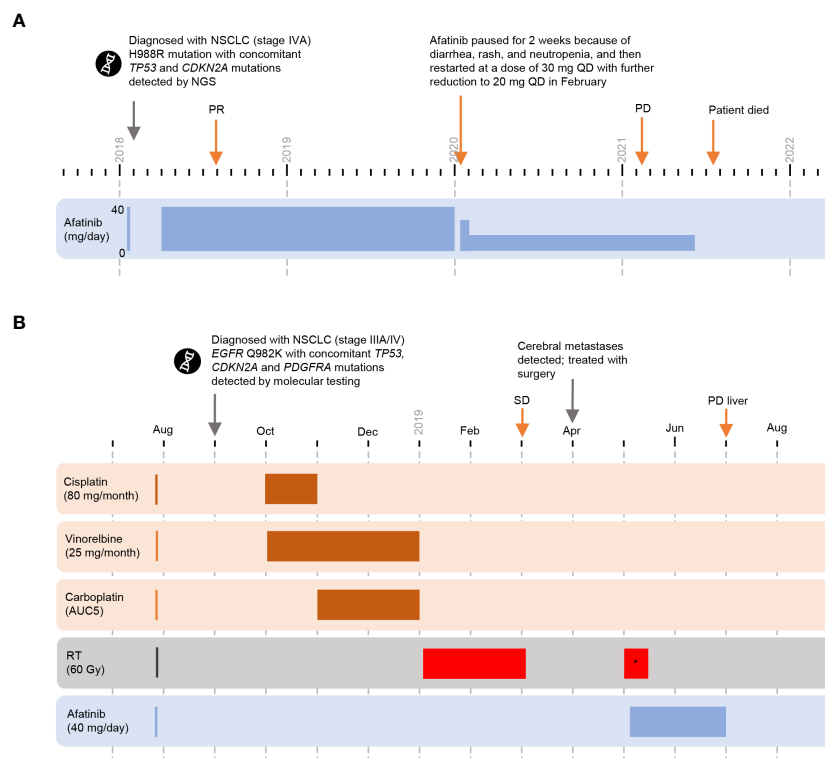 A
Diagnosed with NSCLC (stage IVA)
H988R mutation with concomitant
TP53 and CDKN2A mutations
detected by NGS
Afatinib paused for 2 weeks because of
diarrhea, rash, and neutropenia, and then
restarted at a dose of 30 mg QD with further
reduction to 20 mg QD in February
PR
PD
Patient died
2018
2019
2020
2021
2022
Afatinib
(mg/day)
40
0
B
Diagnosed with NSCLC (stage IIIA/IV)
EGFR Q982K with concomitant TP53,
CDKN2A and PDGFRA mutations
detected by molecular testing
Cerebral metastases
detected; treated with
surgery
SD
PD liver
Aug
Oct
Dec
2019
Feb
Apr
Jun
Aug
Cisplatin
(80 mg/month)
Vinorelbine
(25 mg/month)
Carboplatin
(AUC5)
RT
(60 Gy)
*
Afatinib
(40 mg/day)